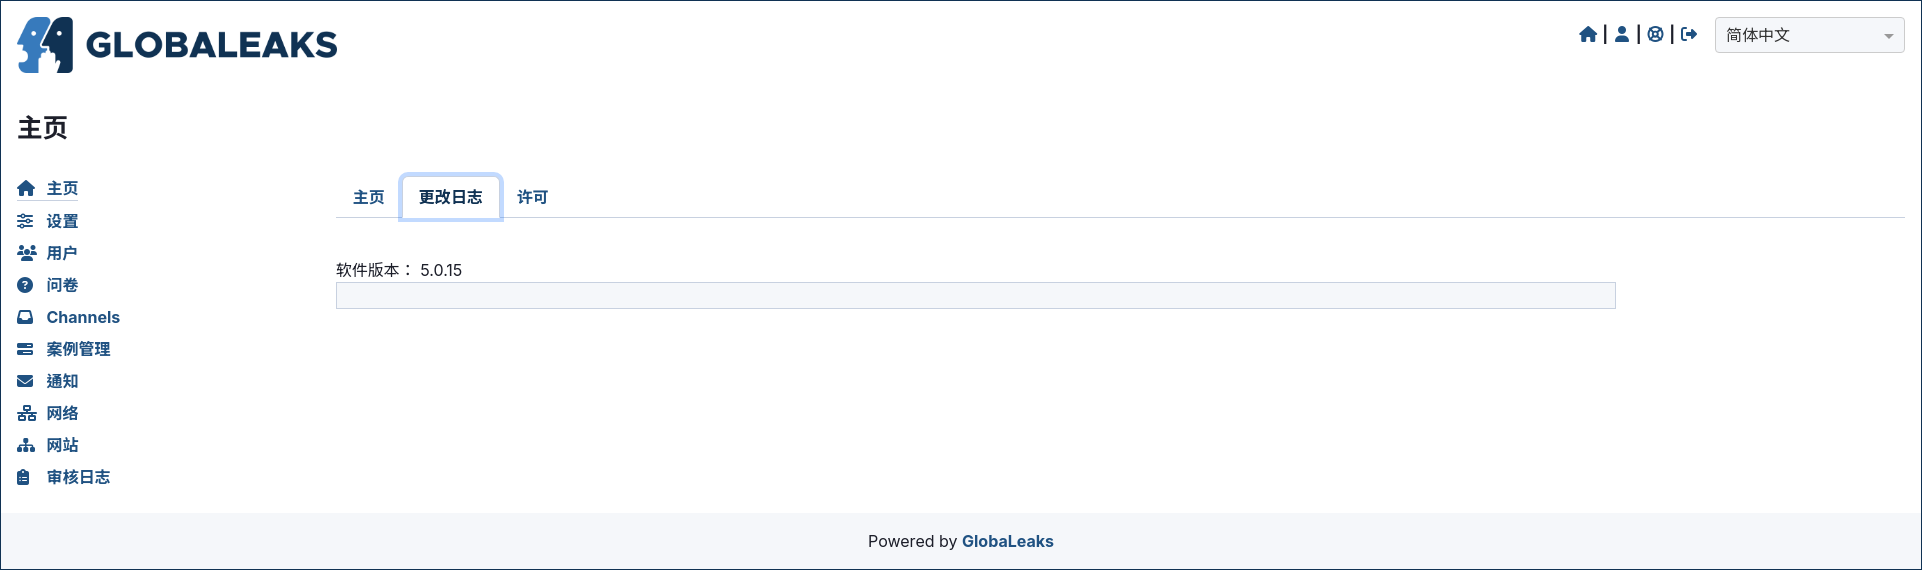 GLOBALEAKS
简体中文
主页
主页
设置
用户
问卷
Channels
案例管理
通知
网络
网站
审核日志
主页 更改日志 许可
软件版本： 5.0.15
Powered by GlobaLeaks